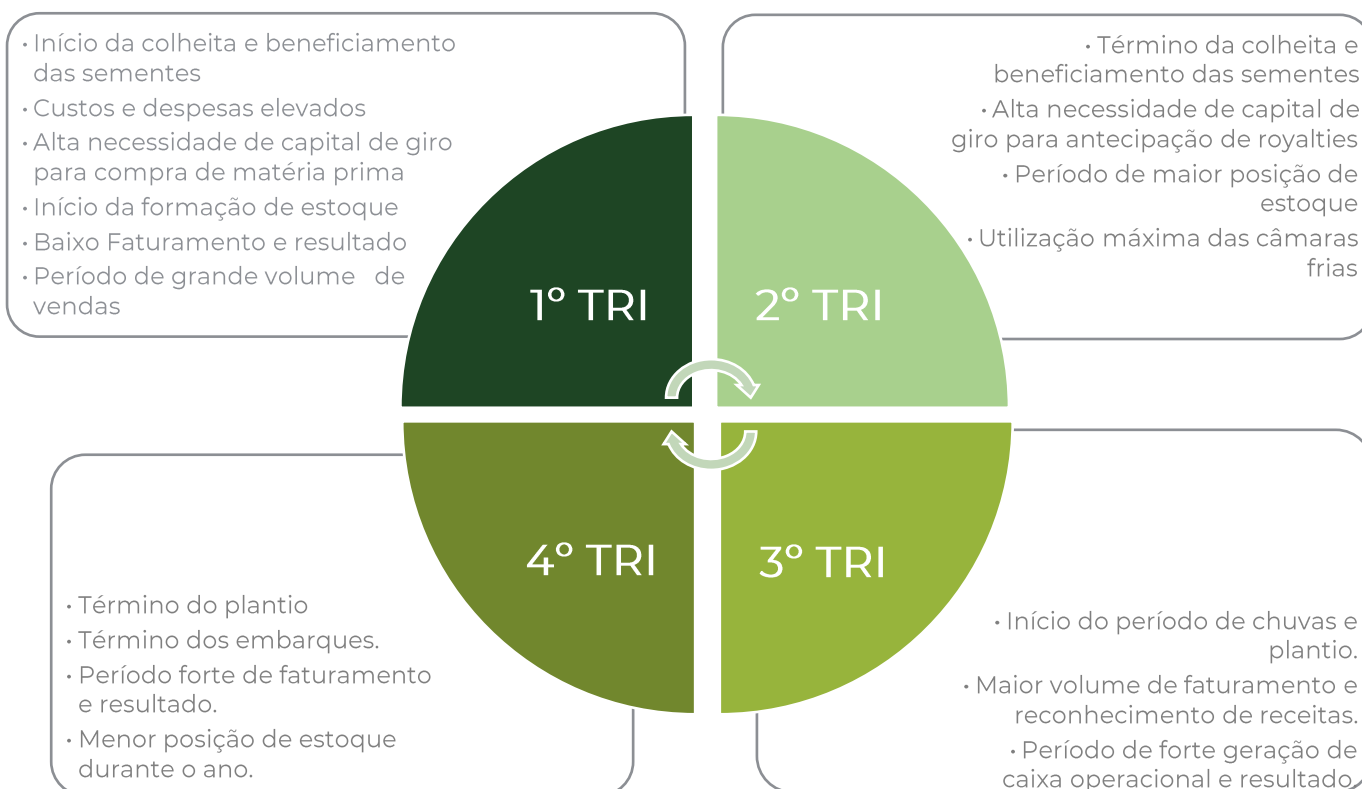 · Início da colheita e beneficiamento
das sementes
· Custos e despesas elevados
· Alta necessidade de capital de giro
para compra de matéria prima
· Início da formação de estoque
· Baixo Faturamento e resultado
· Período de grande volume de
vendas
· Término da colheita e
beneficiamento das sementes
· Alta necessidade de capital de
giro para antecipação de royalties
· Período de maior posição de
estoque
· Utilização máxima das câmaras
frias
1º TRI
2º TRI
4º TRI
3º TRI
· Término do plantio
· Término dos embarques.
· Período forte de faturamento
e resultado.
· Menor posição de estoque
durante o ano.
· Início do período de chuvas e
plantio.
· Maior volume de faturamento e
reconhecimento de receitas.
· Período de forte geração de
caixa operacional e resultado.